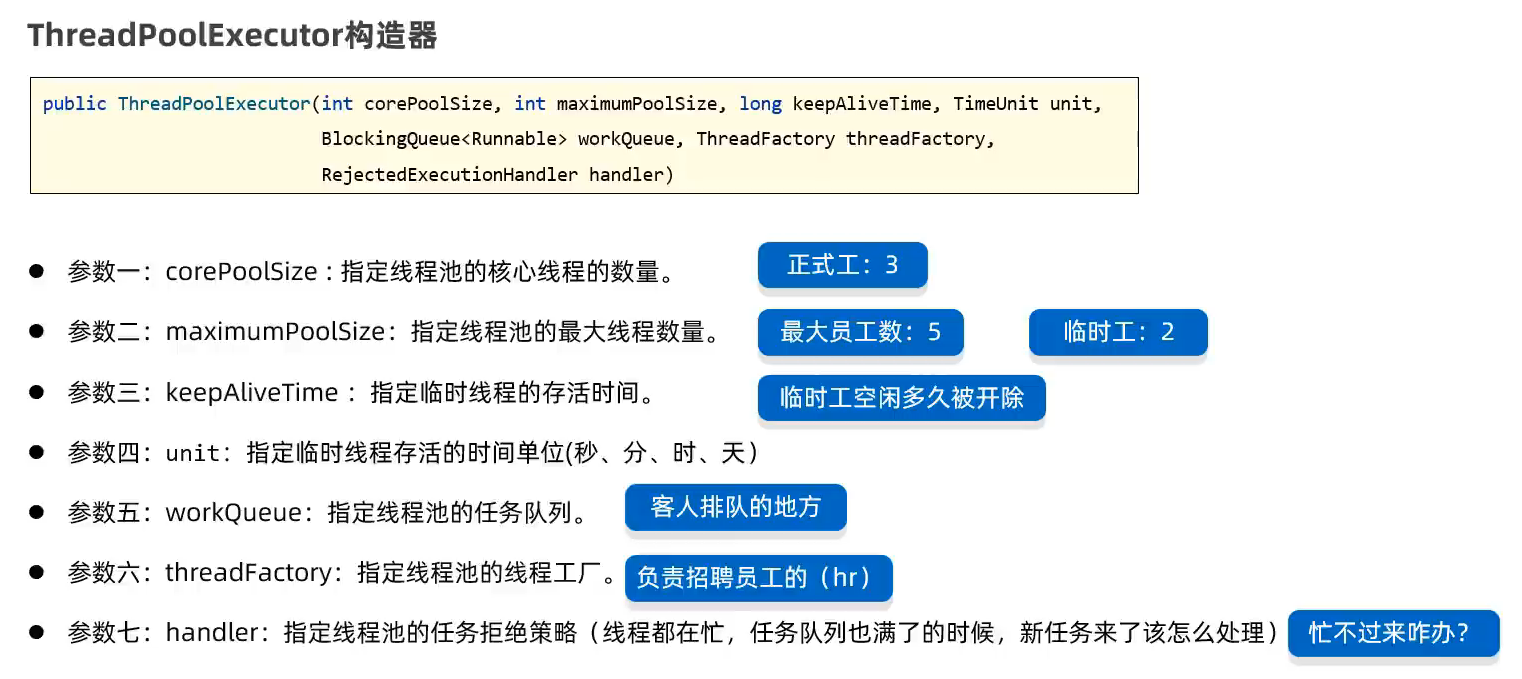 ThreadPoolExecutor构造器
public ThreadPoolExecutor(int corePoolSize, int maximumPoolSize, long keepAliveTime, TimeUnit unit,
BlockingQueue<Runnable> workQueue, ThreadFactory threadFactory,
RejectedExecutionHandler handler)
● 参数一：corePoolSize : 指定线程池的核心线程的数量。 正式工：3
● 参数二：maximumPoolSize：指定线程池的最大线程数量。 最大员工数：5 临时工：2
● 参数三：keepAliveTime ：指定临时线程的存活时间。 临时工空闲多久被开除
● 参数四：unit：指定临时线程存活的时间单位(秒、分、时、天）
● 参数五：workQueue：指定线程池的任务队列。 客人排队的地方
● 参数六：threadFactory：指定线程池的线程工厂。 负责招聘员工的（hr）
● 参数七：handler：指定线程池的任务拒绝策略（线程都在忙，任务队列也满了的时候，新任务来了该怎么处理） 忙不过来咋办？